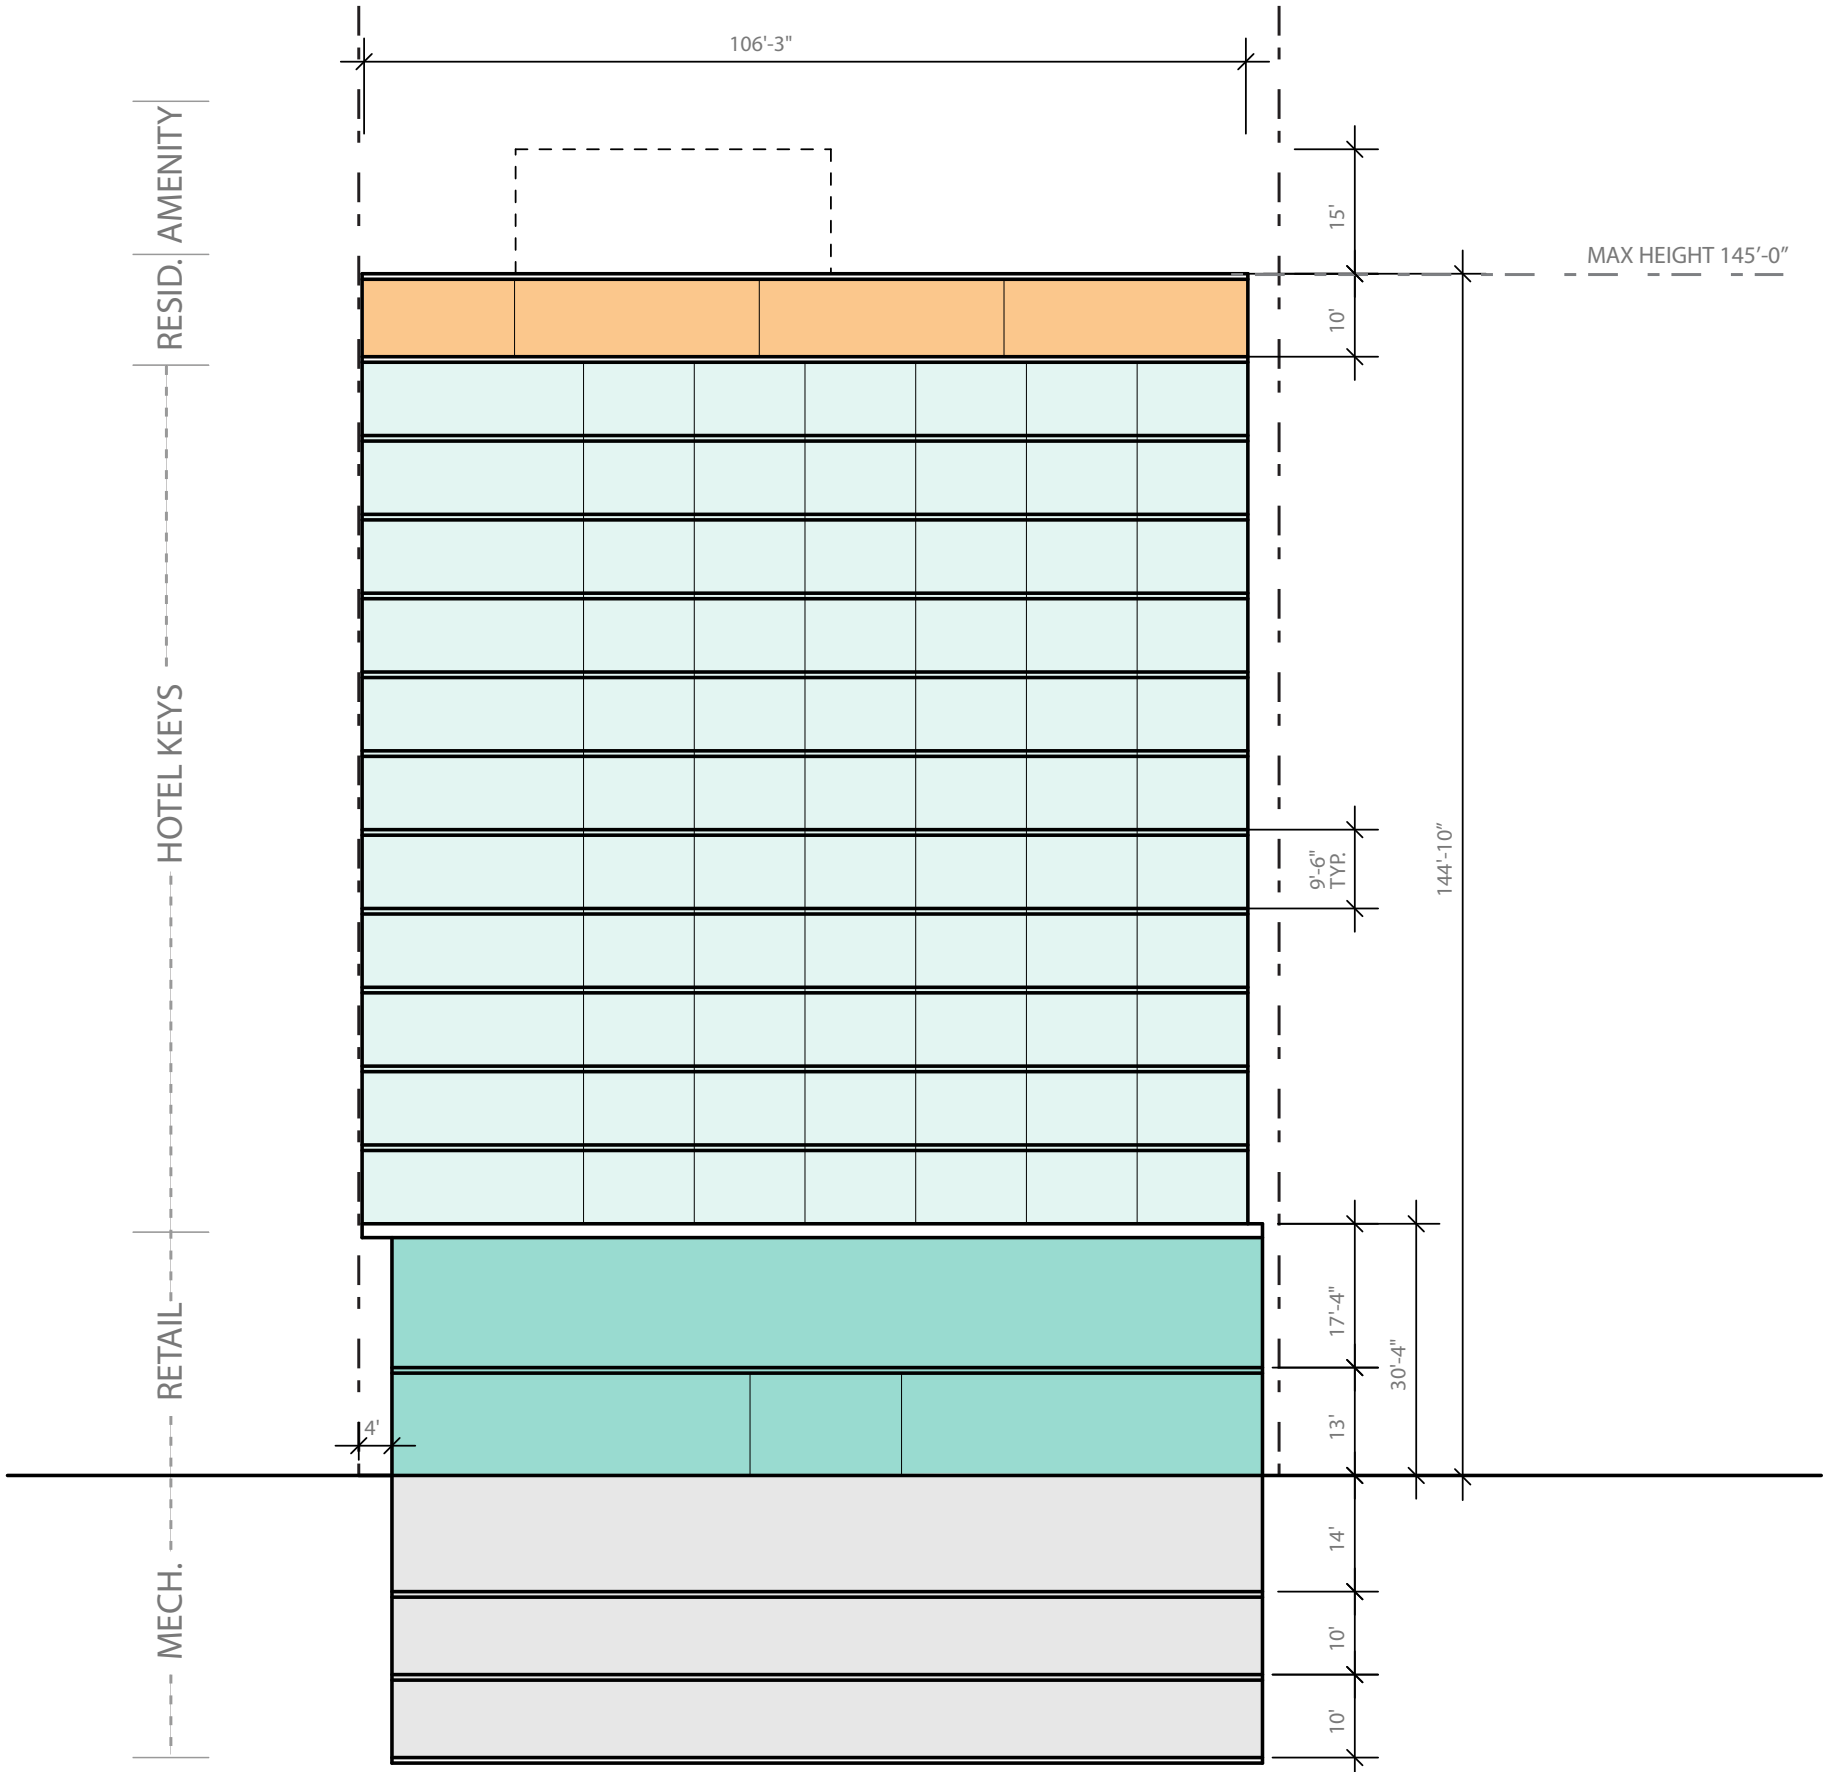 106'-3"
AMENITY
15'
MAX HEIGHT 145’-0”
RESID.
10'
HOTEL KEYS
9'-6"
TYP.
144'-10”
17'-4"
RETAIL
30'-4"
4'
13'
14'
MECH.
10'
10'